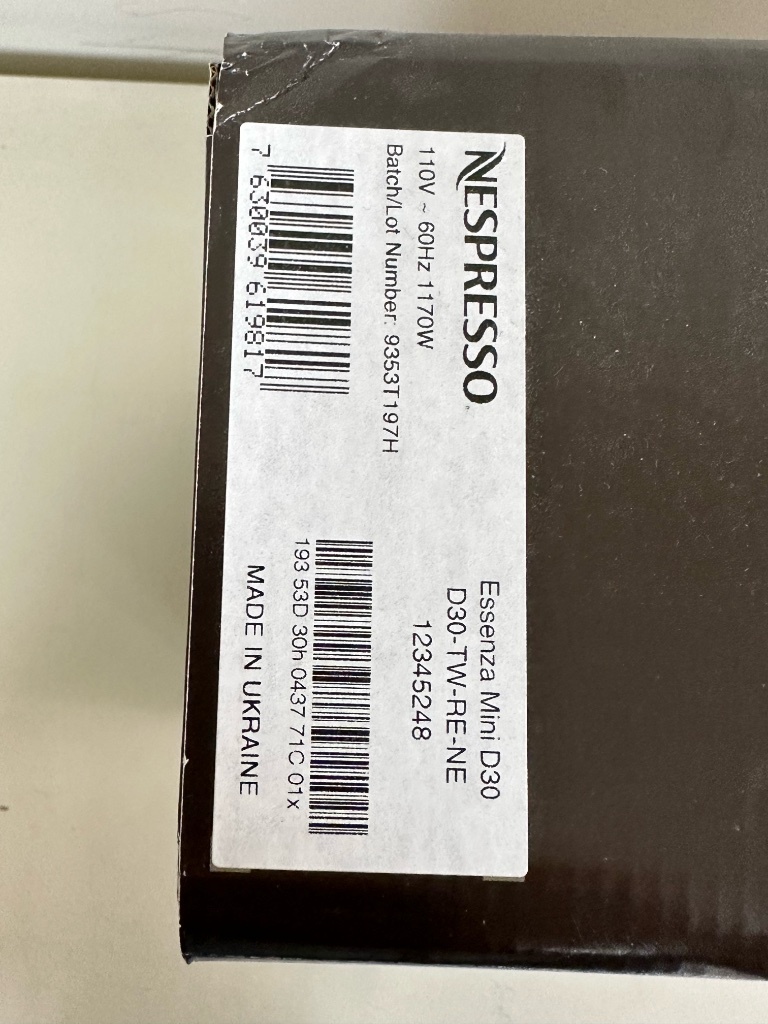 NESPRESSO
110V ~ 60Hz 1170W
Batch/Lot Number: 9353T197H
7 630039 619817
Essenza Mini D30
D30-TW-RE-NE
12345248
193 53D 30h 0437 71C 01x
MADE IN UKRAINE